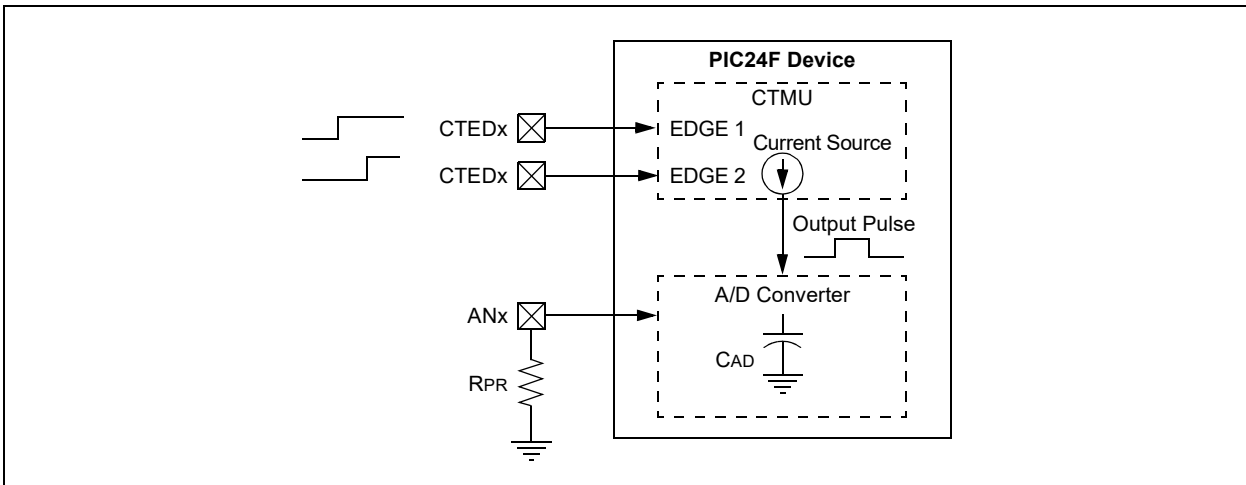 PIC24F Device
CTMU
CTEDx
EDGE 1
Current Source
CTEDx
EDGE 2
Output Pulse
A/D Converter
ANx
CAD
RPR